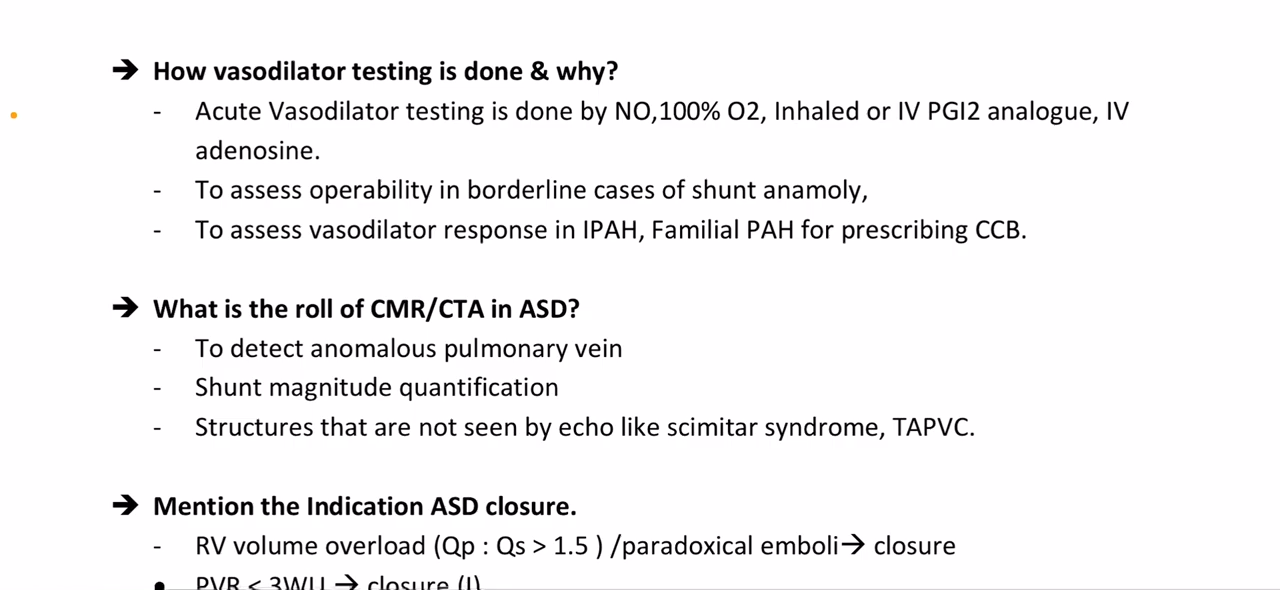 ➔ How vasodilator testing is done & why?
- Acute Vasodilator testing is done by NO,100% O2, Inhaled or IV PGI2 analogue, IV
adenosine.
- To assess operability in borderline cases of shunt anamoly,
- To assess vasodilator response in IPAH, Familial PAH for prescribing CCB.
➔ What is the roll of CMR/CTA in ASD?
- To detect anomalous pulmonary vein
- Shunt magnitude quantification
- Structures that are not seen by echo like scimitar syndrome, TAPVC.
➔ Mention the Indication ASD closure.
- RV volume overload (Qp : Qs > 1.5 ) /paradoxical emboli→ closure
• PVR < 3WU → closure (I)